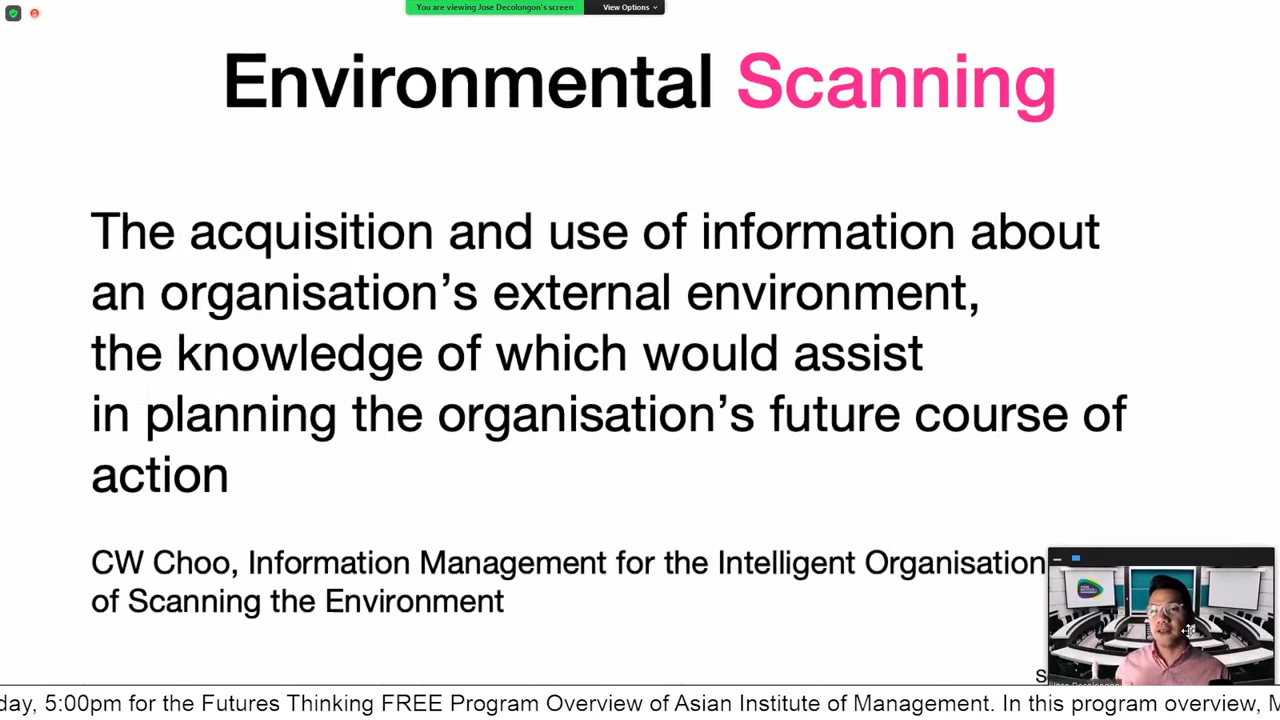 You are viewing Jose Decolongon's screen
View Options
Environmental Scanning
The acquisition and use of information about
an organisation’s external environment,
the knowledge of which would assist
in planning the organisation’s future course of
action
CW Choo, Information Management for the Intelligent Organisation
of Scanning the Environment
Jose Decolongon
day, 5:00pm for the Futures Thinking FREE Program Overview of Asian Institute of Management. In this program overview, M